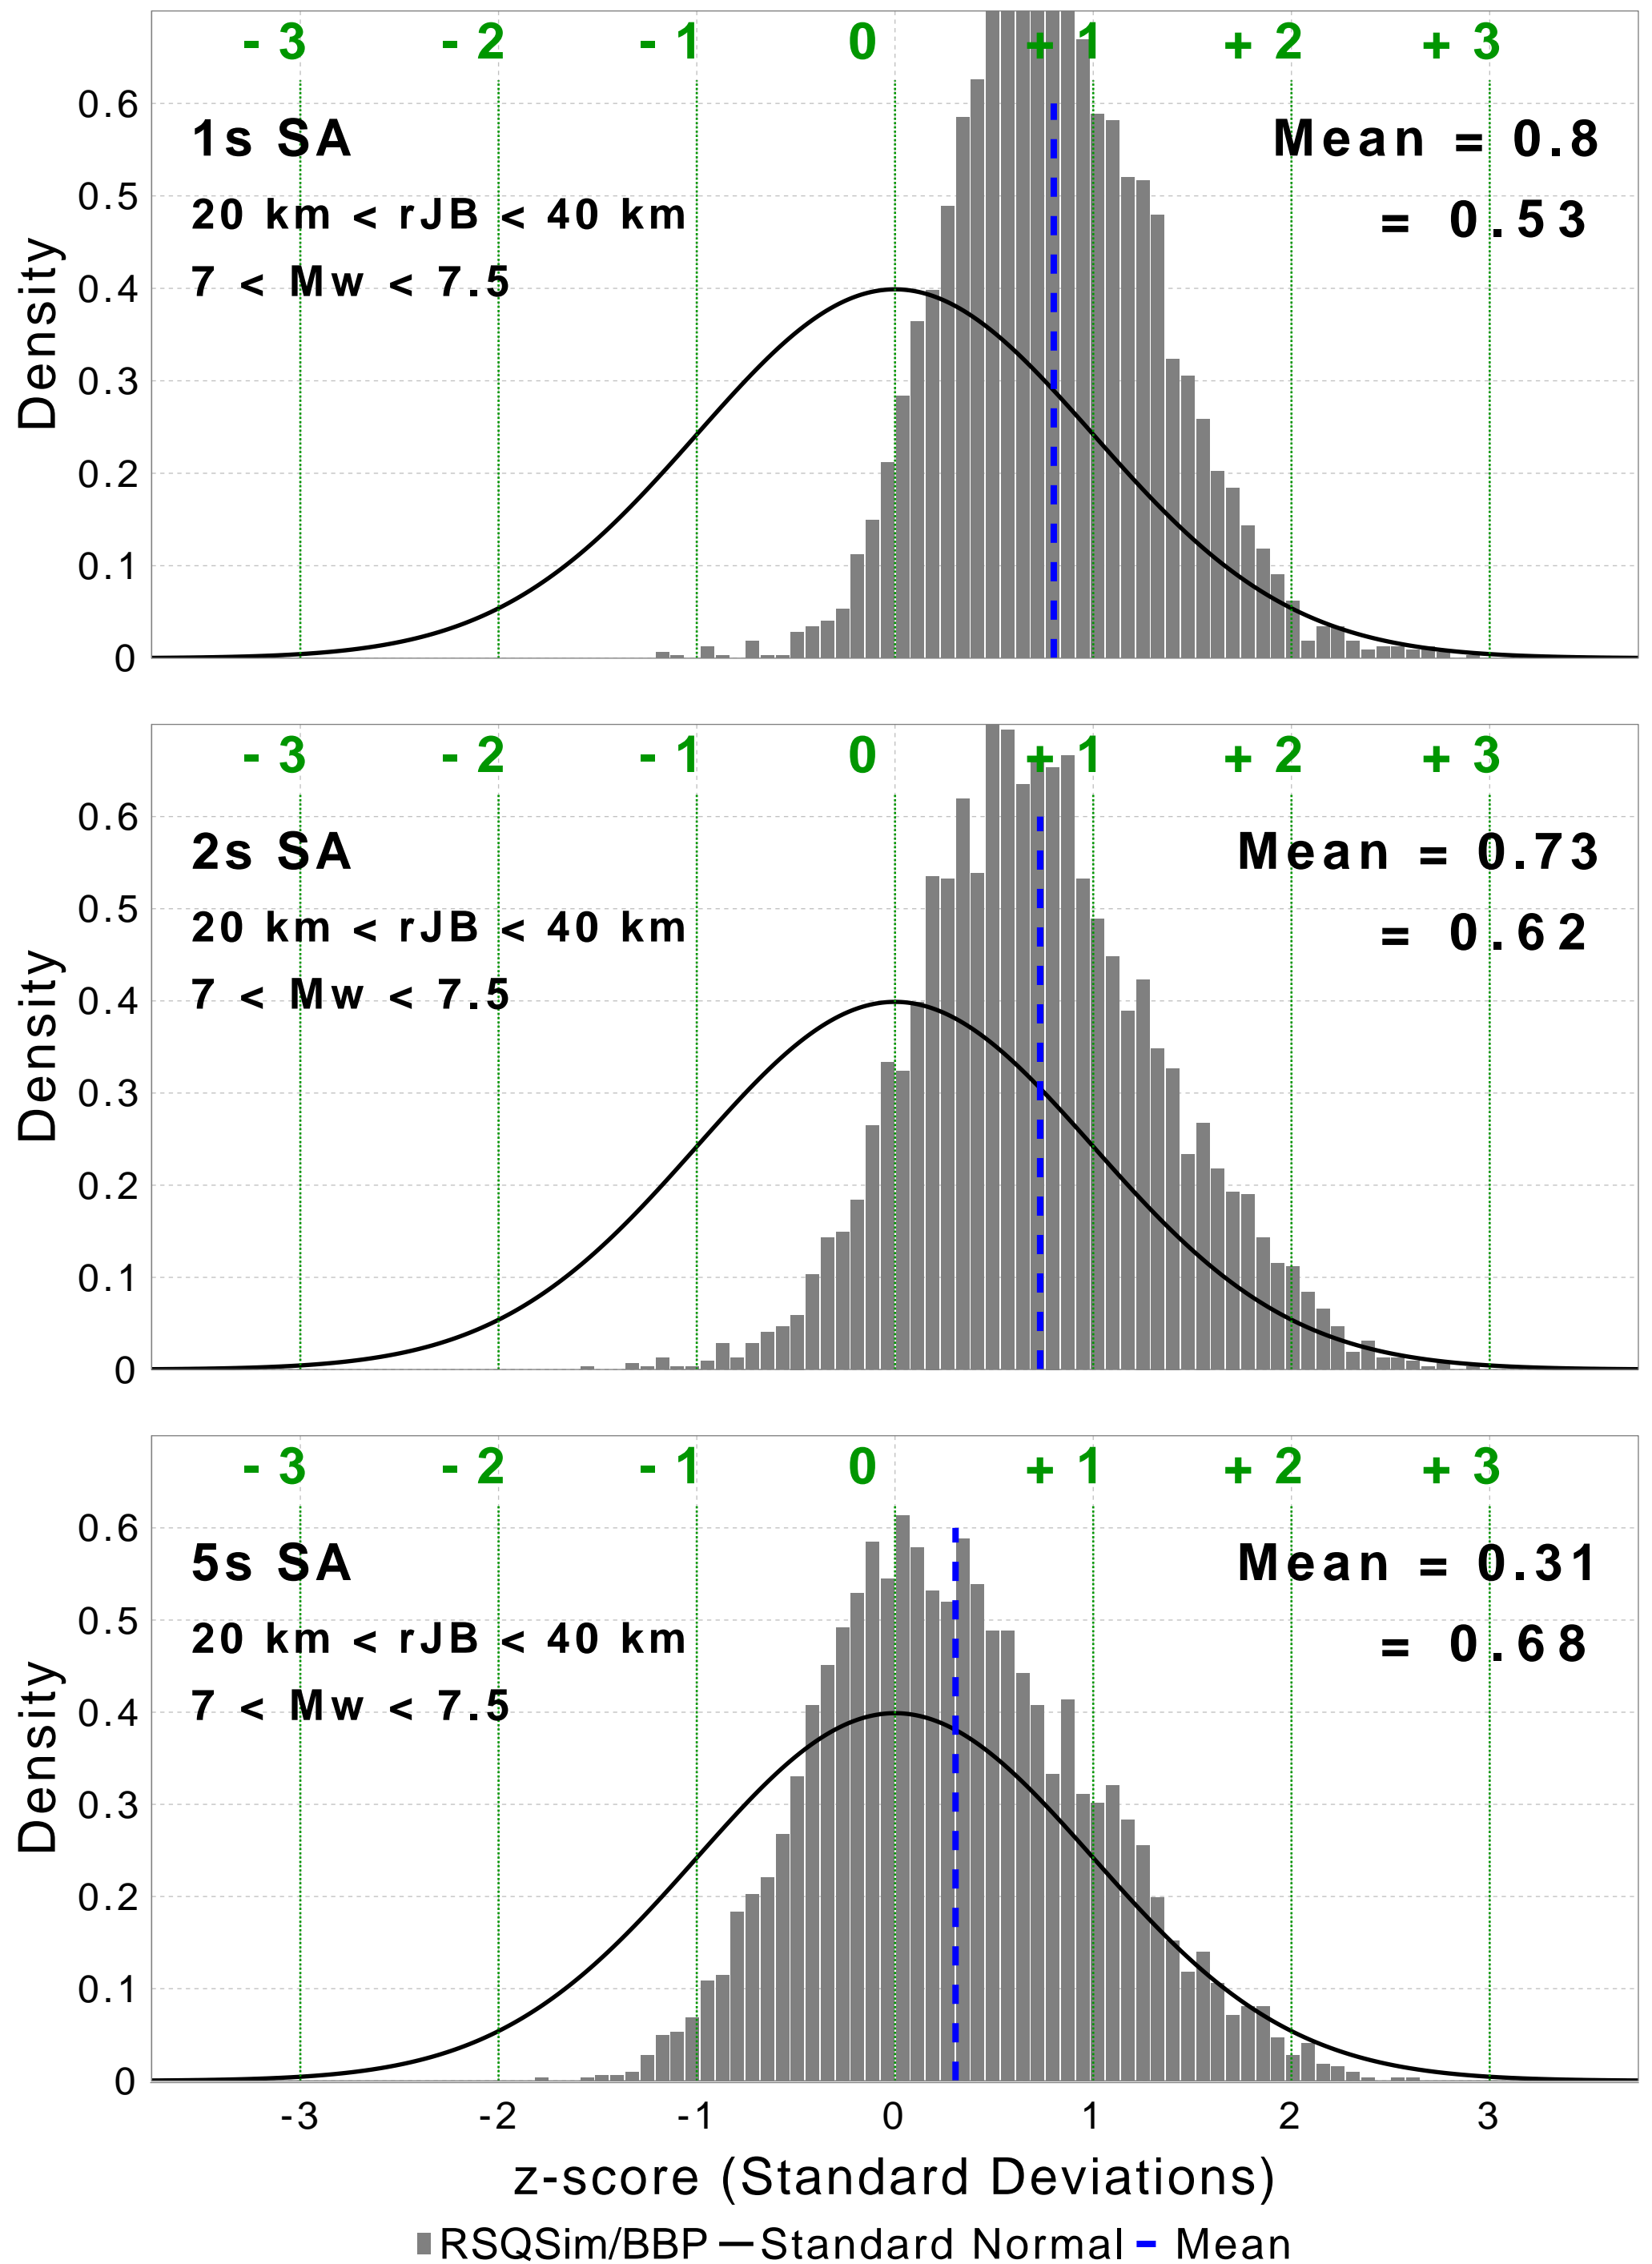 - 3 - 2 - 1 0 + 1 + 2 + 3
0.6
1s SA
Mean = 0.8
0.5
20 km < rJB < 40 km
= 0.53
7 < Mw < 7.5
0.4
0.3
0.2
0.1
0
Density
- 3 - 2 - 1 0 + 1 + 2 + 3
0.6
2s SA
Mean = 0.73
0.5
20 km < rJB < 40 km
= 0.62
7 < Mw < 7.5
0.4
0.3
0.2
0.1
0
Density
- 3 - 2 - 1 0 + 1 + 2 + 3
0.6
5s SA
Mean = 0.31
0.5
20 km < rJB < 40 km
= 0.68
7 < Mw < 7.5
0.4
0.3
0.2
0.1
0
Density
-3 -2 -1 0 1 2 3
z-score (Standard Deviations)
RSQSim/BBP Standard Normal Mean